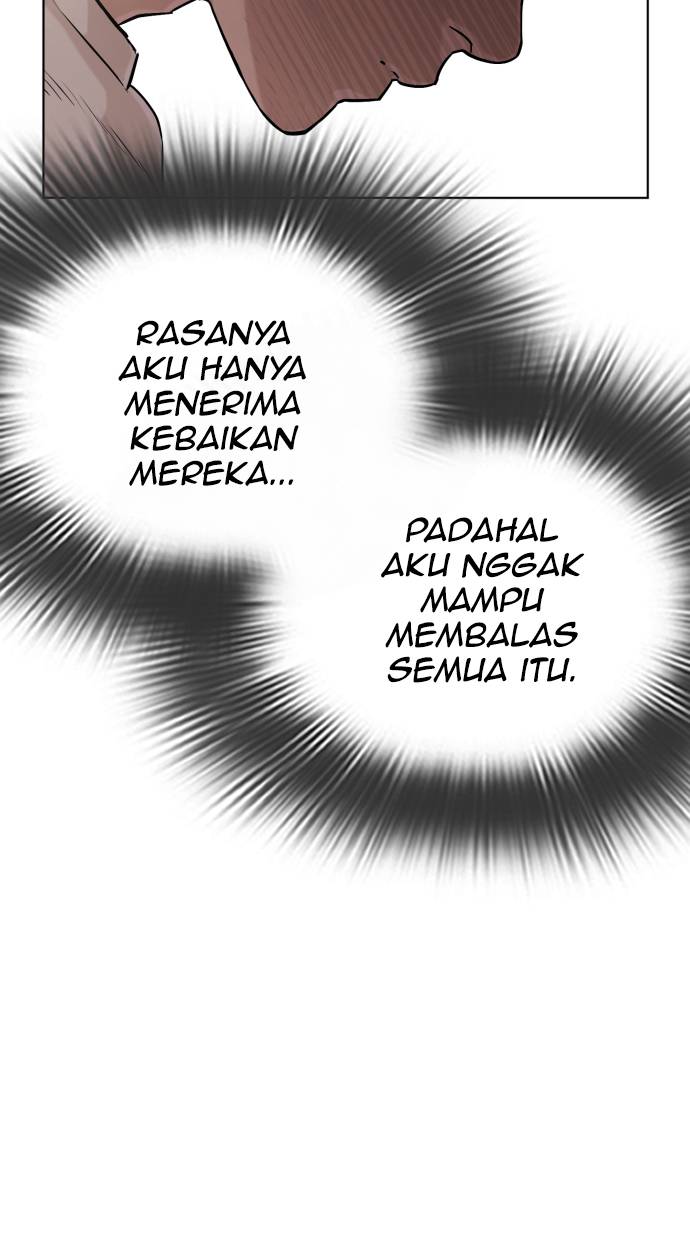 RASANYA
AKU HANYA
MENERIMA
KEBAIKAN
MEREKA...
PADAHAL
AKU NGGAK
MAMPU
MEMBALAS
SEMUA ITU.